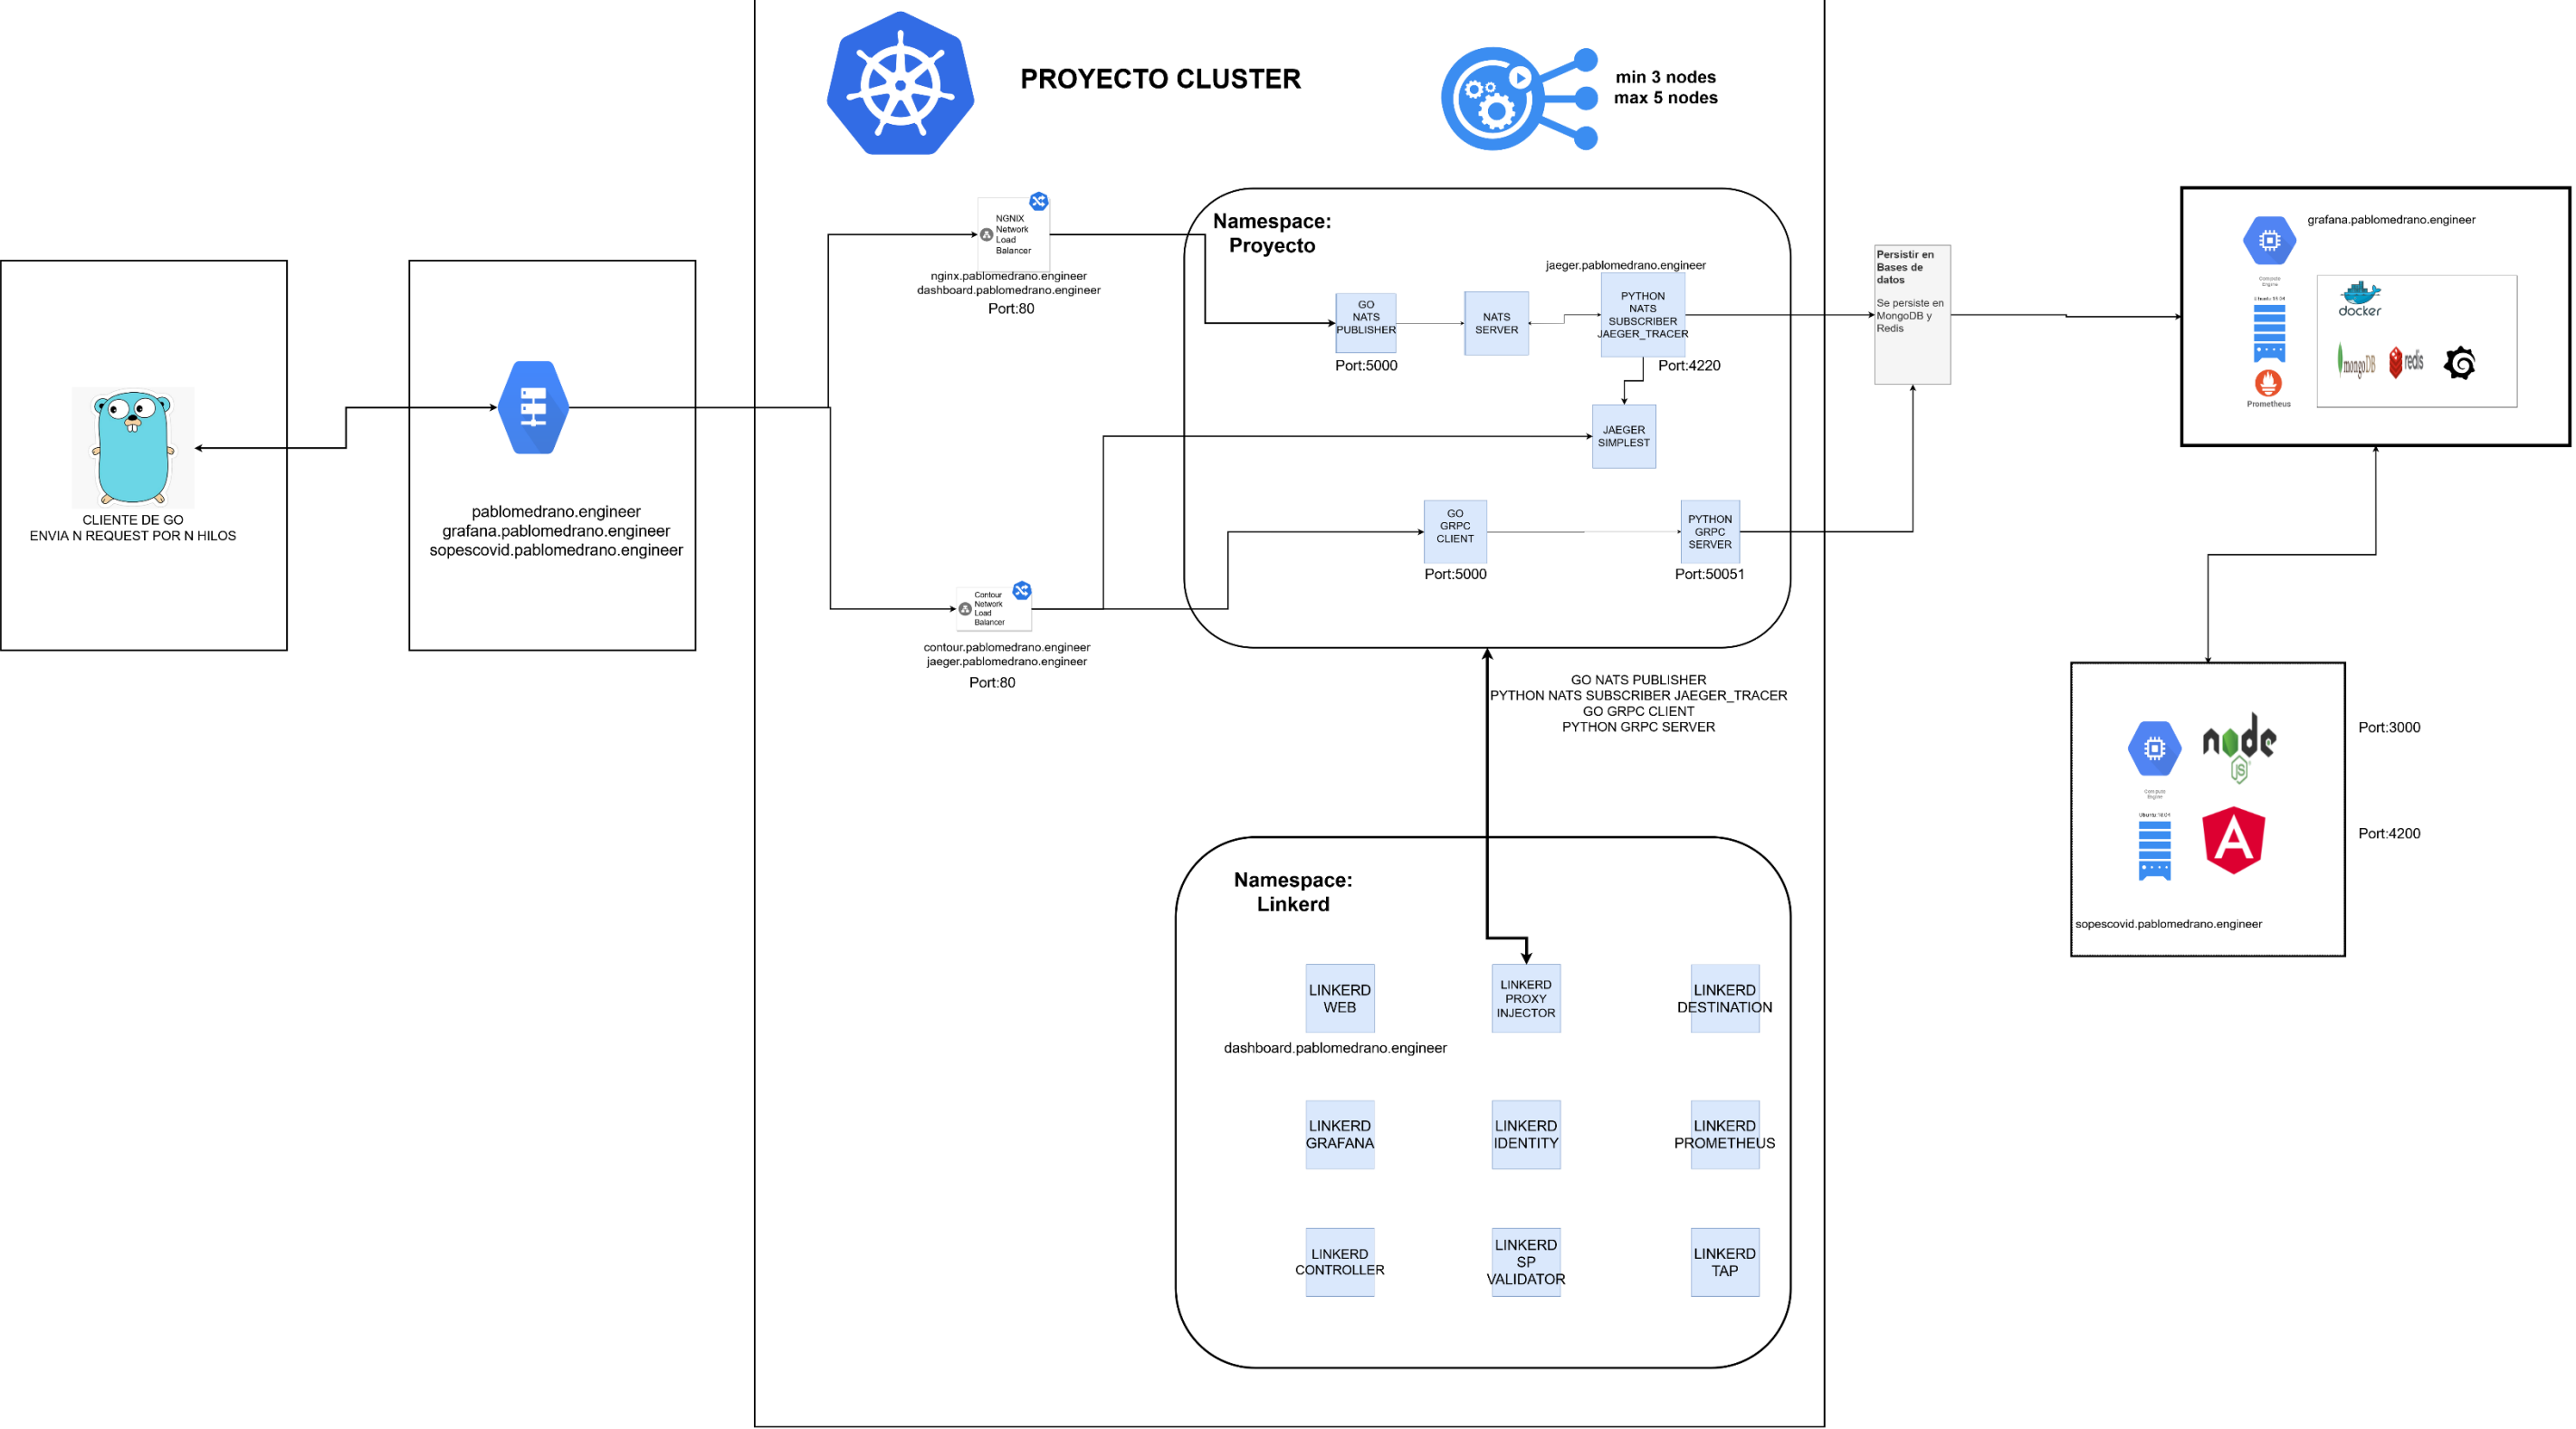 PROYECTO CLUSTER
min 3 nodes
max 5 nodes
NGNIX
Network
Load
Balancer
nginx.pablomedrano.engineer
dashboard.pablomedrano.engineer
Port:80
CLIENTE DE GO
ENVIA N REQUEST POR N HILOS
pablomedrano.engineer
grafana.pablomedrano.engineer
sopescovid.pablomedrano.engineer
Contour
Network
Load
Balancer
contour.pablomedrano.engineer
jaeger.pablomedrano.engineer
Port:80
Namespace:
Proyecto
GO
NATS
PUBLISHER
Port:5000
NATS
SERVER
jaeger.pablomedrano.engineer
PYTHON
NATS
SUBSCRIBER
JAEGER_TRACER
Port:4220
JAEGER
SIMPLEST
GO
GRPC
CLIENT
Port:5000
PYTHON
GRPC
SERVER
Port:50051
GO NATS PUBLISHER
PYTHON NATS SUBSCRIBER JAEGER_TRACER
GO GRPC CLIENT
PYTHON GRPC SERVER
Namespace:
Linkerd
LINKERD
WEB
dashboard.pablomedrano.engineer
LINKERD
PROXY
INJECTOR
LINKERD
DESTINATION
LINKERD
GRAFANA
LINKERD
IDENTITY
LINKERD
PROMETHEUS
LINKERD
CONTROLLER
LINKERD
SP
VALIDATOR
LINKERD
TAP
Persistir en
Bases de
datos
Se persiste en
MongoDB y
Redis
grafana.pablomedrano.engineer
Compute
Engine
Prometheus
docker
mongoDB
redis
node
JS
Compute
Engine
sopescovid.pablomedrano.engineer
Port:3000
Port:4200